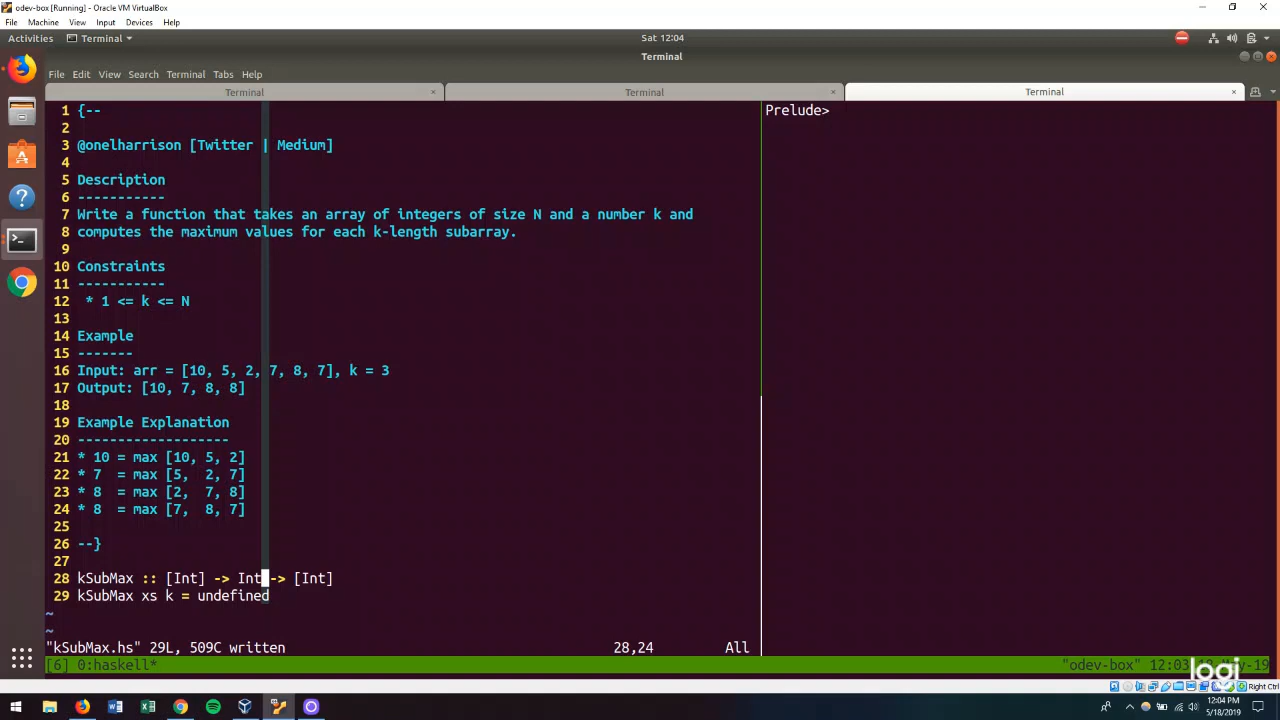 odev-box [Running] - Oracle VM VirtualBox
File Machine View Input Devices Help
Activities Terminal Sat 12:04
Terminal
File Edit View Search Terminal Tabs Help
Terminal × Terminal × Terminal ×
1 {--
2
3 @onelharrison [Twitter | Medium]
4
5 Description
6 -----------
7 Write a function that takes an array of integers of size N and a number k and
8 computes the maximum values for each k-length subarray.
9
10 Constraints
11 -----------
12 * 1 <= k <= N
13
14 Example
15 -------
16 Input: arr = [10, 5, 2, 7, 8, 7], k = 3
17 Output: [10, 7, 8, 8]
18
19 Example Explanation
20 -------------------
21 * 10 = max [10, 5, 2]
22 * 7  = max [5,  2, 7]
23 * 8  = max [2,  7, 8]
24 * 8  = max [7,  8, 7]
25
26 --}
27
28 kSubMax :: [Int] -> Int -> [Int]
29 kSubMax xs k = undefined
~
~
"kSubMax.hs" 29L, 509C written 28,24 All
Prelude>
[6] 0:haskell* "odev-box" 12:03 May-19
logi
Right Ctrl
12:04 PM
5/18/2019